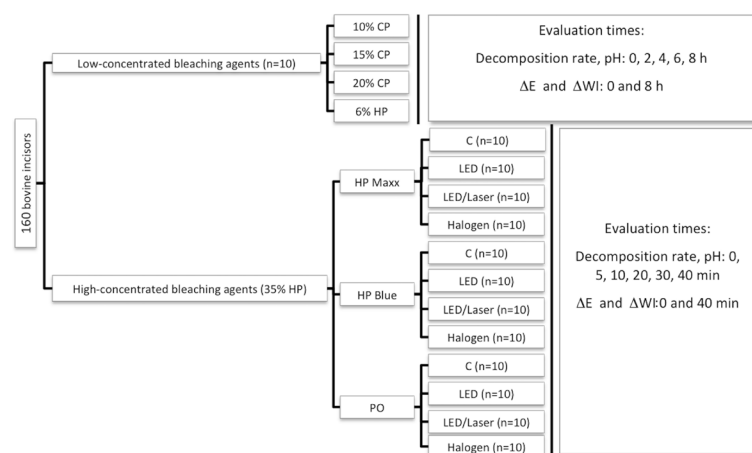 160 bovine incisors
Low-concentrated bleaching agents (n=10)
10% CP
15% CP
20% CP
6% HP
Evaluation times:
Decomposition rate, pH: 0, 2, 4, 6, 8 h
ΔE and ΔWI: 0 and 8 h
High-concentrated bleaching agents (35% HP)
HP Maxx
C (n=10)
LED (n=10)
LED/Laser (n=10)
Halogen (n=10)
HP Blue
C (n=10)
LED (n=10)
LED/Laser (n=10)
Halogen (n=10)
PO
C (n=10)
LED (n=10)
LED/Laser (n=10)
Halogen (n=10)
Evaluation times:
Decomposition rate, pH: 0,
5, 10, 20, 30, 40 min
ΔE and ΔWI:0 and 40 min